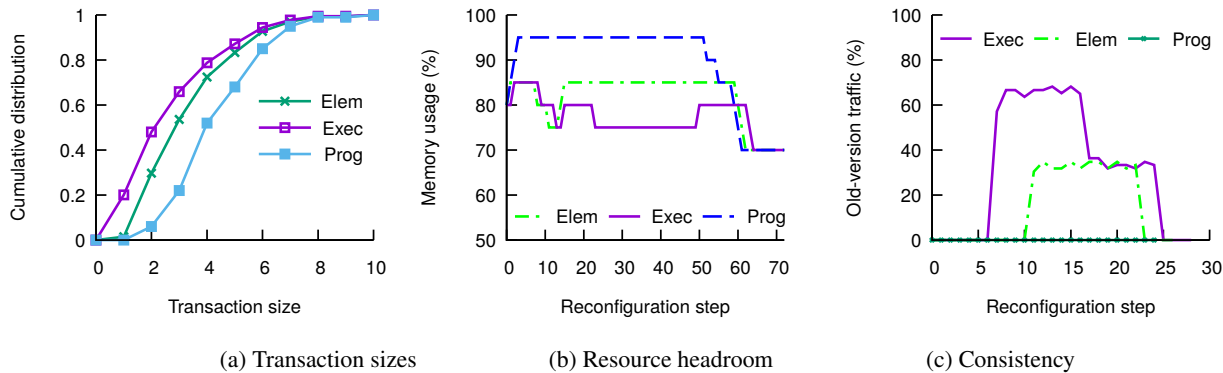 Cumulative distribution
1
0.8
0.6
0.4
0.2
0
0 2 4 6 8 10
Transaction size
Elem
Exec
Prog
(a) Transaction sizes
Memory usage (%)
100
90
80
70
60
50
0 10 20 30 40 50 60 70
Reconfiguration step
Elem Exec Prog
(b) Resource headroom
Old-version traffic (%)
100
80
60
40
20
0
0 5 10 15 20 25 30
Reconfiguration step
Exec Elem Prog
(c) Consistency